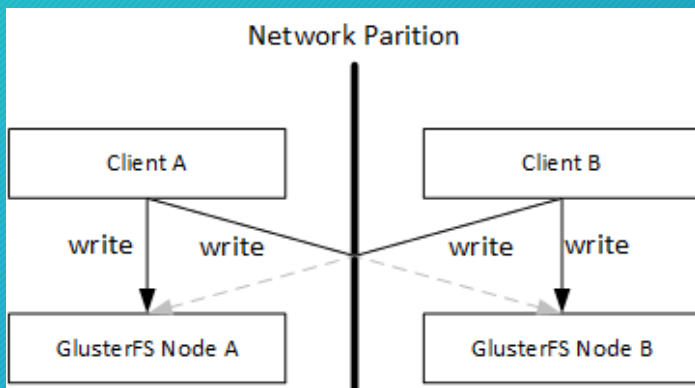 Network Parition
Client A
Client B
write
write
write
write
GlusterFS Node A
GlusterFS Node B